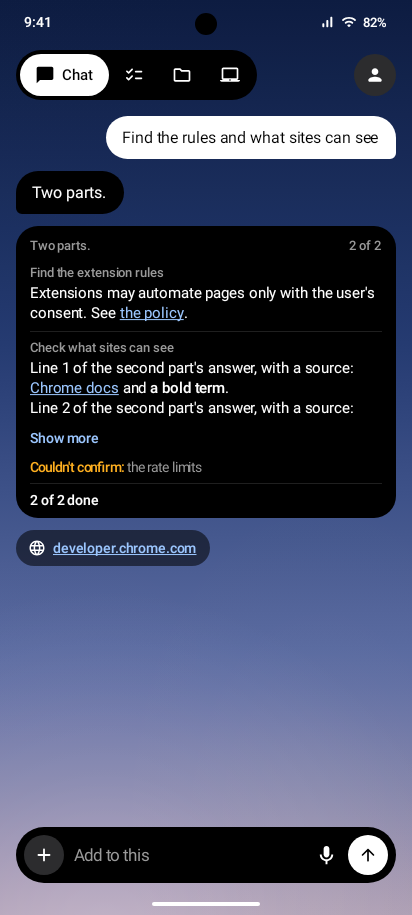 9:41
82%
Chat
Find the rules and what sites can see
Two parts.
Two parts.
2 of 2
Find the extension rules
Extensions may automate pages only with the user's
consent. See the policy.
Check what sites can see
Line 1 of the second part's answer, with a source:
Chrome docs and a bold term.
Line 2 of the second part's answer, with a source:
Show more
Couldn't confirm: the rate limits
2 of 2 done
developer.chrome.com
Add to this